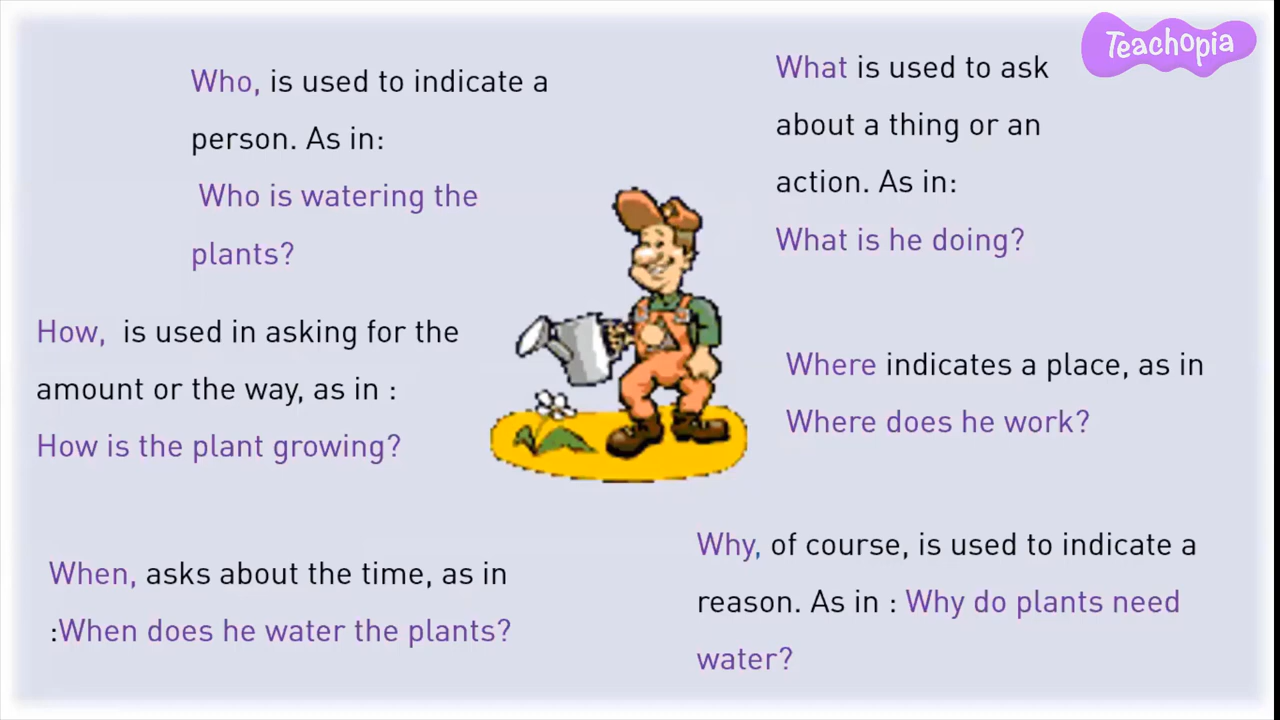 Teachopia
Who, is used to indicate a
person. As in:
Who is watering the
plants?
What is used to ask
about a thing or an
action. As in:
What is he doing?
How, is used in asking for the
amount or the way, as in :
How is the plant growing?
Where indicates a place, as in
Where does he work?
When, asks about the time, as in
:When does he water the plants?
Why, of course, is used to indicate a
reason. As in : Why do plants need
water?